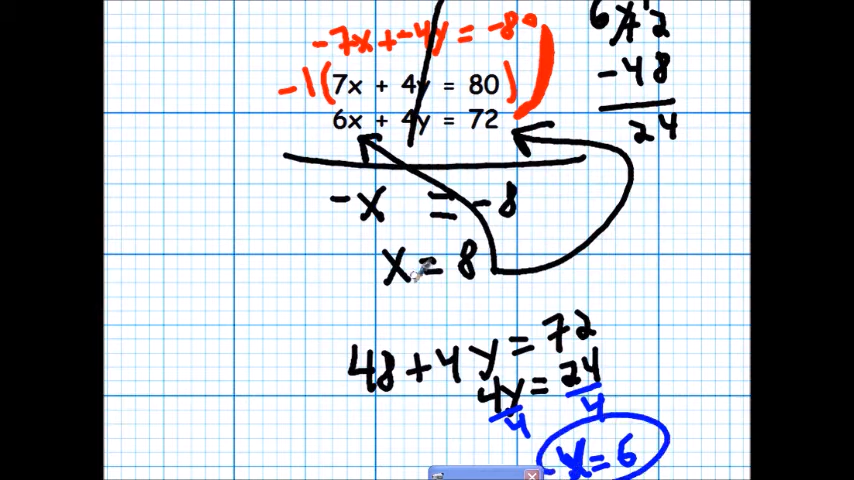 -7x + -4y = -80
-1(7x + 4y = 80)
6x + 4y = 72
672
-48
24
-x = -8
x = 8
48 + 4y = 72
4y = 24
4 4
= 6